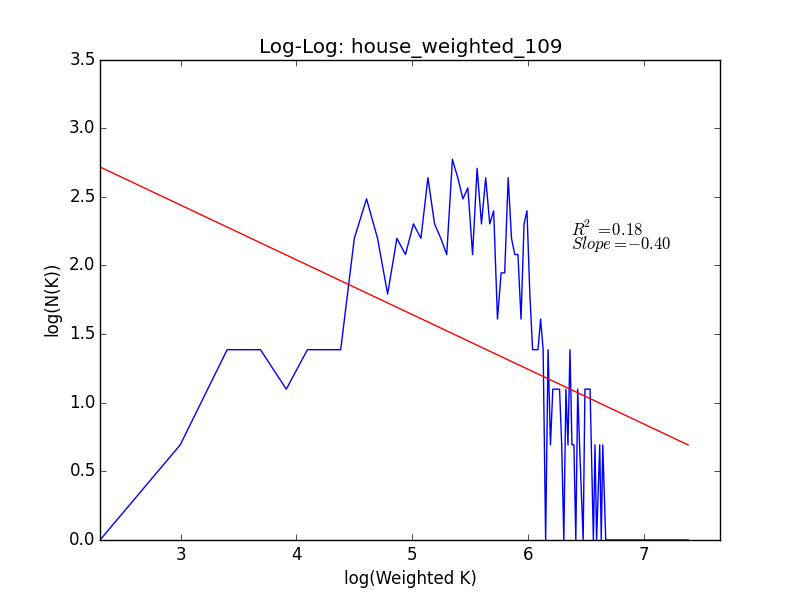 Log-Log: house_weighted_109
3.5
3.0
2.5
2.0
1.5
1.0
0.5
0.0
log(N(K))
R² =0.18
Slope=−0.40
3 4 5 6 7
log(Weighted K)